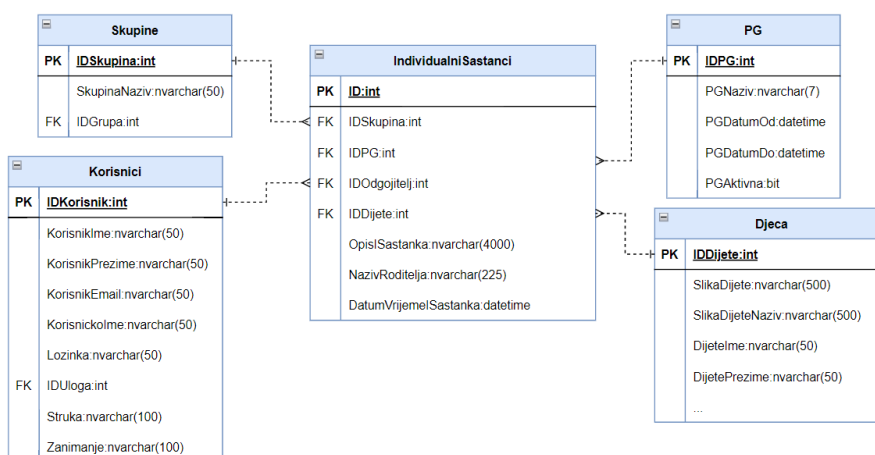 Skupine
PK IDSkupina:int
SkupinaNaziv:nvarchar(50)
FK IDGrupa:int
Korisnici
PK IDKorisnik:int
KorisnikIme:nvarchar(50)
KorisnikPrezime:nvarchar(50)
KorisnikEmail:nvarchar(50)
KorisnickoIme:nvarchar(50)
Lozinka:nvarchar(50)
FK IDUloga:int
Struka:nvarchar(100)
Zanimanje:nvarchar(100)
IndividualniSastanci
PK ID:int
FK IDSkupina:int
FK IDPG:int
FK IDOdgojitelj:int
FK IDDijete:int
OpisISastanka:nvarchar(4000)
NazivRoditelja:nvarchar(225)
DatumVrijemeISastanka:datetime
PG
PK IDPG:int
PGNaziv:nvarchar(7)
PGDatumOd:datetime
PGDatumDo:datetime
PGAktivna:bit
Djeca
PK IDDijete:int
SlikaDijete:nvarchar(500)
SlikaDijeteNaziv:nvarchar(500)
DijeteIme:nvarchar(50)
DijetePrezime:nvarchar(50)
...